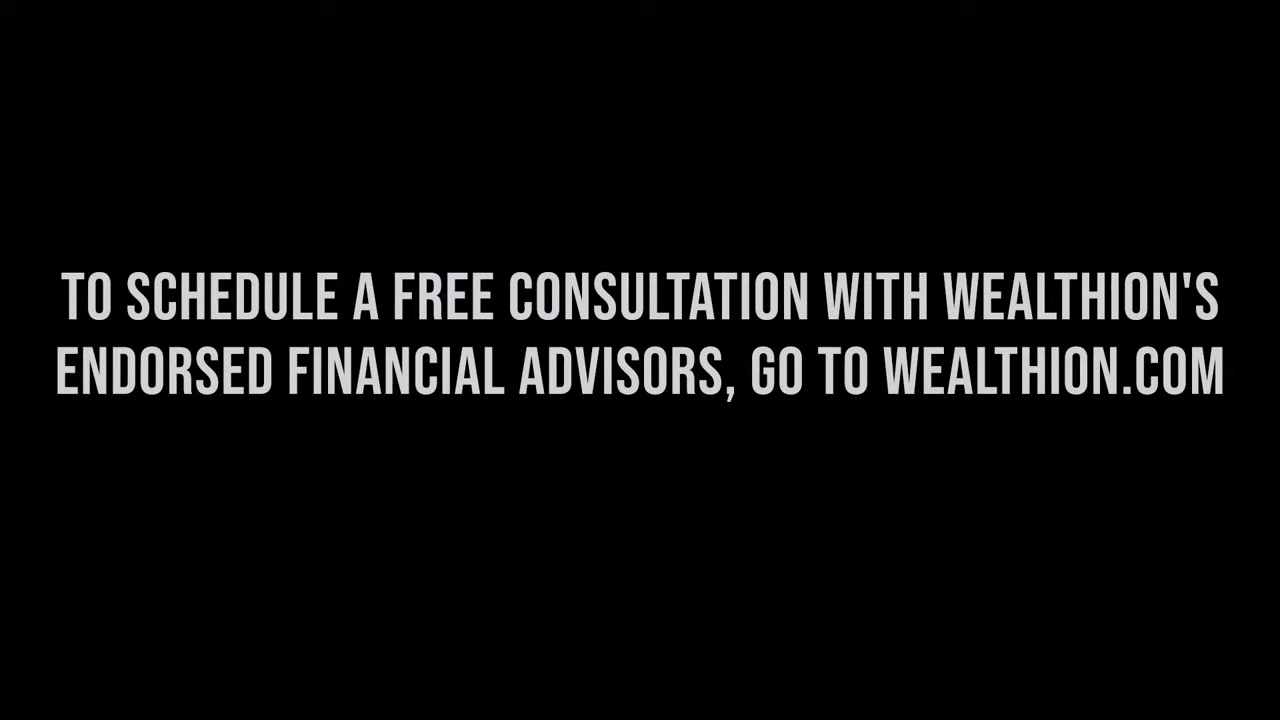 TO SCHEDULE A FREE CONSULTATION WITH WEALTHION'S
ENDORSED FINANCIAL ADVISORS, GO TO WEALTHION.COM